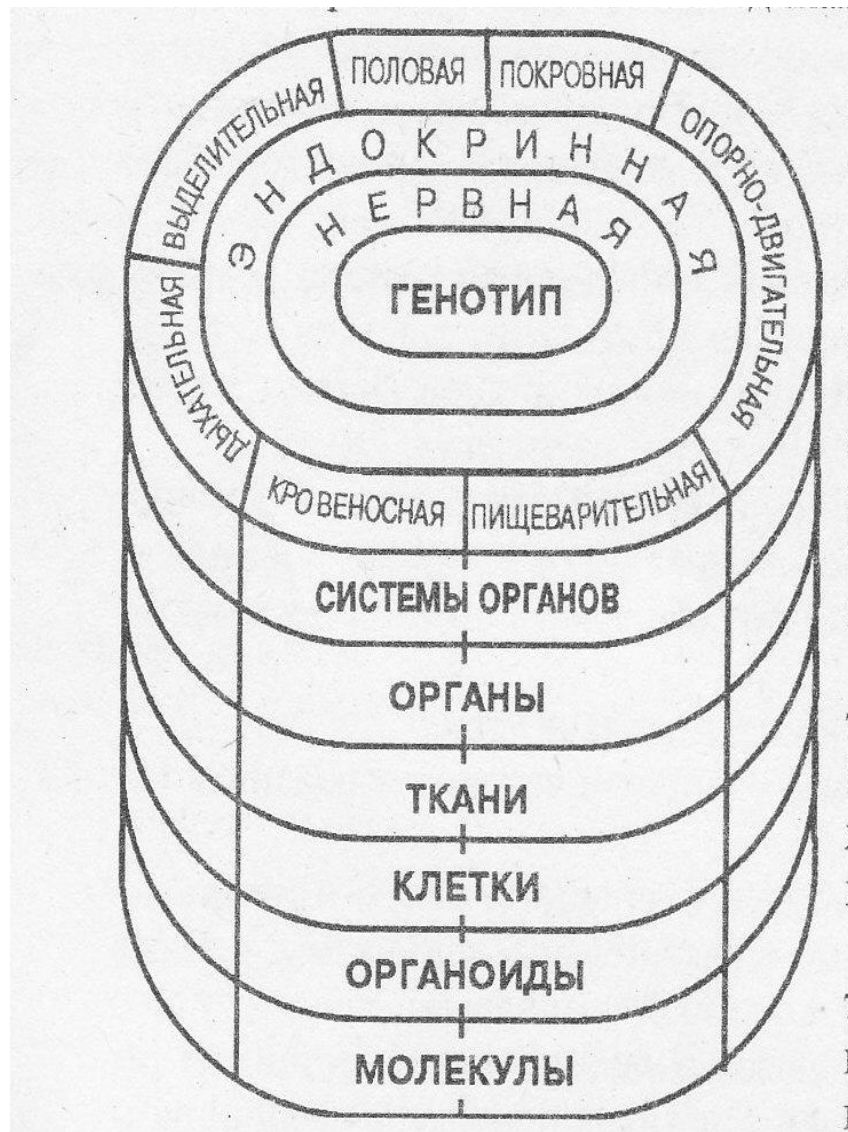 ПОЛОВАЯ
ПОКРОВНАЯ
ВЫДЕЛИТЕЛЬНАЯ
ОПОРНО-ДВИГАТЕЛЬНАЯ
ЭНДОКРИННАЯ
НЕРВНАЯ
ГЕНОТИП
ДЫХАТЕЛЬНАЯ
КРОВЕНОСНАЯ
ПИЩЕВАРИТЕЛЬНАЯ
СИСТЕМЫ ОРГАНОВ
ОРГАНЫ
ТКАНИ
КЛЕТКИ
ОРГАНОИДЫ
МОЛЕКУЛЫ